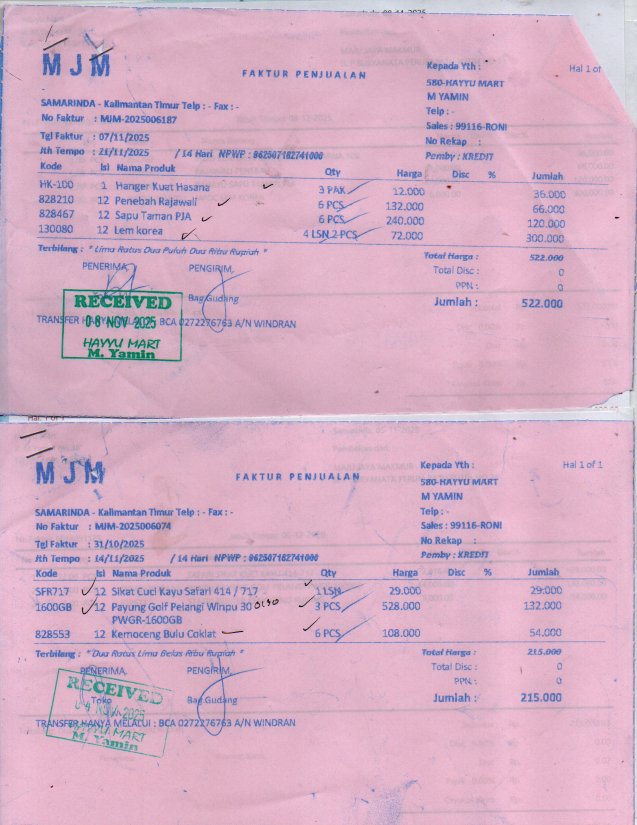 MJM
FAKTUR PENJUALAN
Kepada Yth :
Hal 1 of
580-HAYYU MART
M YAMIN
SAMARINDA - Kalimantan Timur Telp : - Fax : -
Telp : -
No Faktur : MJM-2025006187
Sales : 99116-RONI
Tgl Faktur : 07/11/2025
No Rekap :
Jth Tempo : 21/11/2025 / 14 Hari NPWP : 962507182741000
Pemby : KREDIT
Kode Isi Nama Produk Qty Harga Disc % Jumlah
HK-100 1 Hanger Kuat Hasana 3 PAK 12.000 36.000
828210 12 Penebah Rajawali 6 PCS 132.000 66.000
828467 12 Sapu Taman PJA 6 PCS 240.000 120.000
130080 12 Lem korea 4 LSN 2 PCS 72.000 300.000
Terbilang : " Lima Ratus Dua Puluh Dua Ribu Rupiah "
Total Harga : 522.000
PENERIMA, PENGIRIM,
Total Disc : 0
PPN : 0
Bag.Gudang
Jumlah : 522.000
RECEIVED
08 NOV 2025
HAYYU MART
M. Yamin
TRANSFER HANYA MELALUI : BCA 0272276763 A/N WINDRAN
MJM
FAKTUR PENJUALAN
Kepada Yth :
Hal 1 of 1
580-HAYYU MART
M YAMIN
SAMARINDA - Kalimantan Timur Telp : - Fax : -
Telp : -
No Faktur : MJM-2025006074
Sales : 99116-RONI
Tgl Faktur : 31/10/2025
No Rekap :
Jth Tempo : 14/11/2025 / 14 Hari NPWP : 962507182741000
Pemby : KREDIT
Kode Isi Nama Produk Qty Harga Disc % Jumlah
SFR717 12 Sikat Cuci Kayu Safari 414 / 717 1 LSN 29.000 29.000
1600GB 12 Payung Golf Pelangi Winpu 30 0130 3 PCS 528.000 132.000
PWGR-1600GB
828553 12 Kemoceng Bulu Coklat 6 PCS 108.000 54.000
Terbilang : " Dua Ratus Lima Belas Ribu Rupiah "
Total Harga : 215.000
PENERIMA, PENGIRIM,
Total Disc : 0
PPN : 0
Toko Bag.Gudang
Jumlah : 215.000
RECEIVED
04 NOV 2025
HAYYU MART
M. Yamin
TRANSFER HANYA MELALUI : BCA 0272276763 A/N WINDRAN